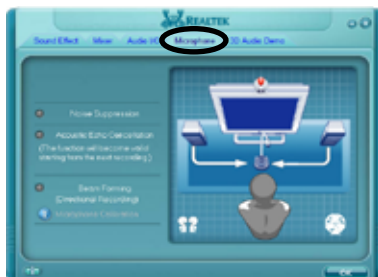 REALTEK
Sound Effect Mixer Audio I/O Microphone 3D Audio Demo
Noise Suppression
Acoustic Echo Cancellation
(The function will become valid
starting from the next recording.)
Beam Forming
(Directional Recording)
Microphone Calibration
OK